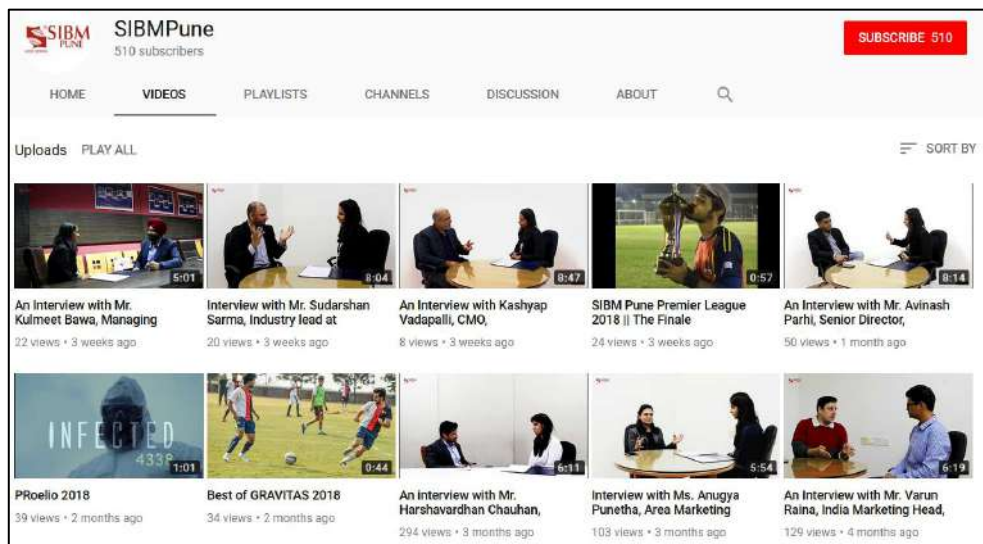 SIBM
PUNE
SIBMPune
510 subscribers
SUBSCRIBE 510
HOME VIDEOS PLAYLISTS CHANNELS DISCUSSION ABOUT
Uploads PLAY ALL
SORT BY
5:01 8:04 8:47 0:57 8:14
An Interview with Mr. Kulmeet Bawa, Managing
22 views • 3 weeks ago
Interview with Mr. Sudarshan Sarma, Industry lead at
20 views • 3 weeks ago
An Interview with Kashyap Vadapalli, CMO,
8 views • 3 weeks ago
SIBM Pune Premier League 2018 || The Finale
24 views • 3 weeks ago
An Interview with Mr. Avinash Parhi, Senior Director,
50 views • 1 month ago
INFECTED
4338
1:01 0:44 6:11 5:54 6:19
PRoelio 2018
39 views • 2 months ago
Best of GRAVITAS 2018
34 views • 2 months ago
An interview with Mr. Harshavardhan Chauhan,
294 views • 3 months ago
Interview with Ms. Anugya Punetha, Area Marketing
103 views • 3 months ago
An Interview with Mr. Varun Raina, India Marketing Head,
129 views • 4 months ago